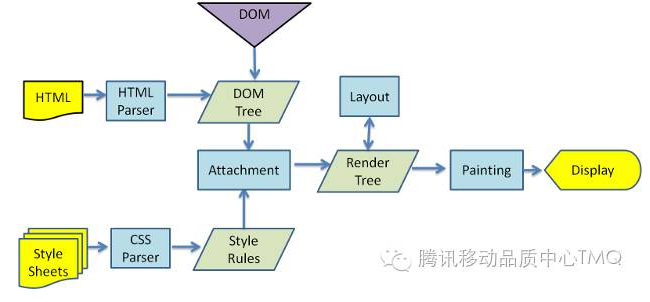 DOM
HTML
HTML
Parser
DOM
Tree
Layout
Attachment
Render
Tree
Painting
Display
Style
Sheets
CSS
Parser
Style
Rules
腾讯移动品质中心TMQ